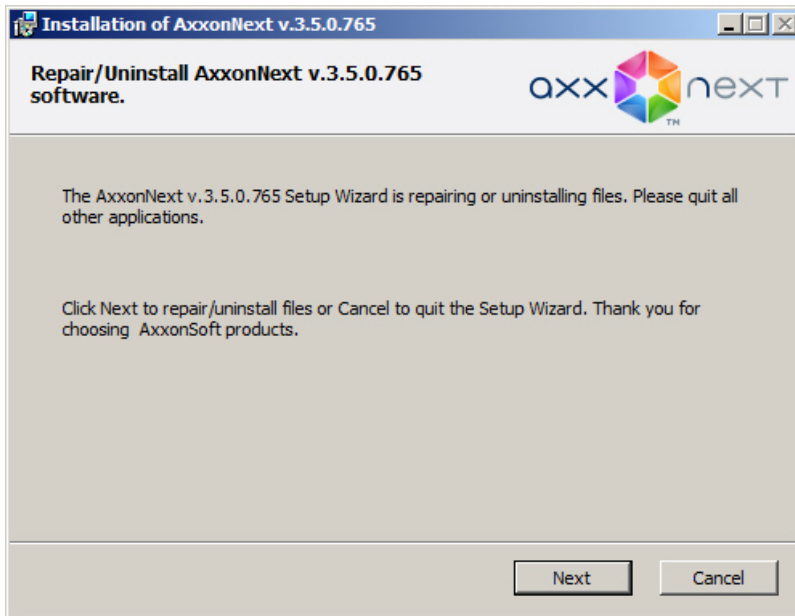 Installation of AxxonNext v.3.5.0.765
Repair/Uninstall AxxonNext v.3.5.0.765
software.
axx next
TM
The AxxonNext v.3.5.0.765 Setup Wizard is repairing or uninstalling files. Please quit all
other applications.
Click Next to repair/uninstall files or Cancel to quit the Setup Wizard. Thank you for
choosing  AxxonSoft products.
Next
Cancel